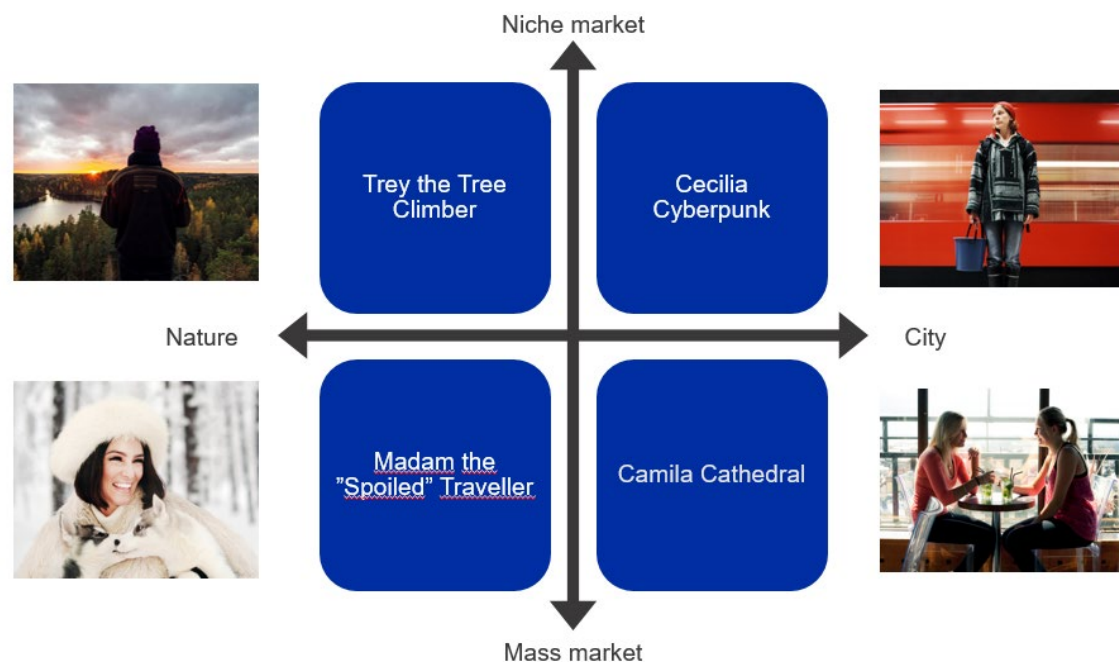 Niche market
Trey the Tree
Climber
Cecilia
Cyberpunk
Nature
City
Madam the
”Spoiled” Traveller
Camila Cathedral
Mass market